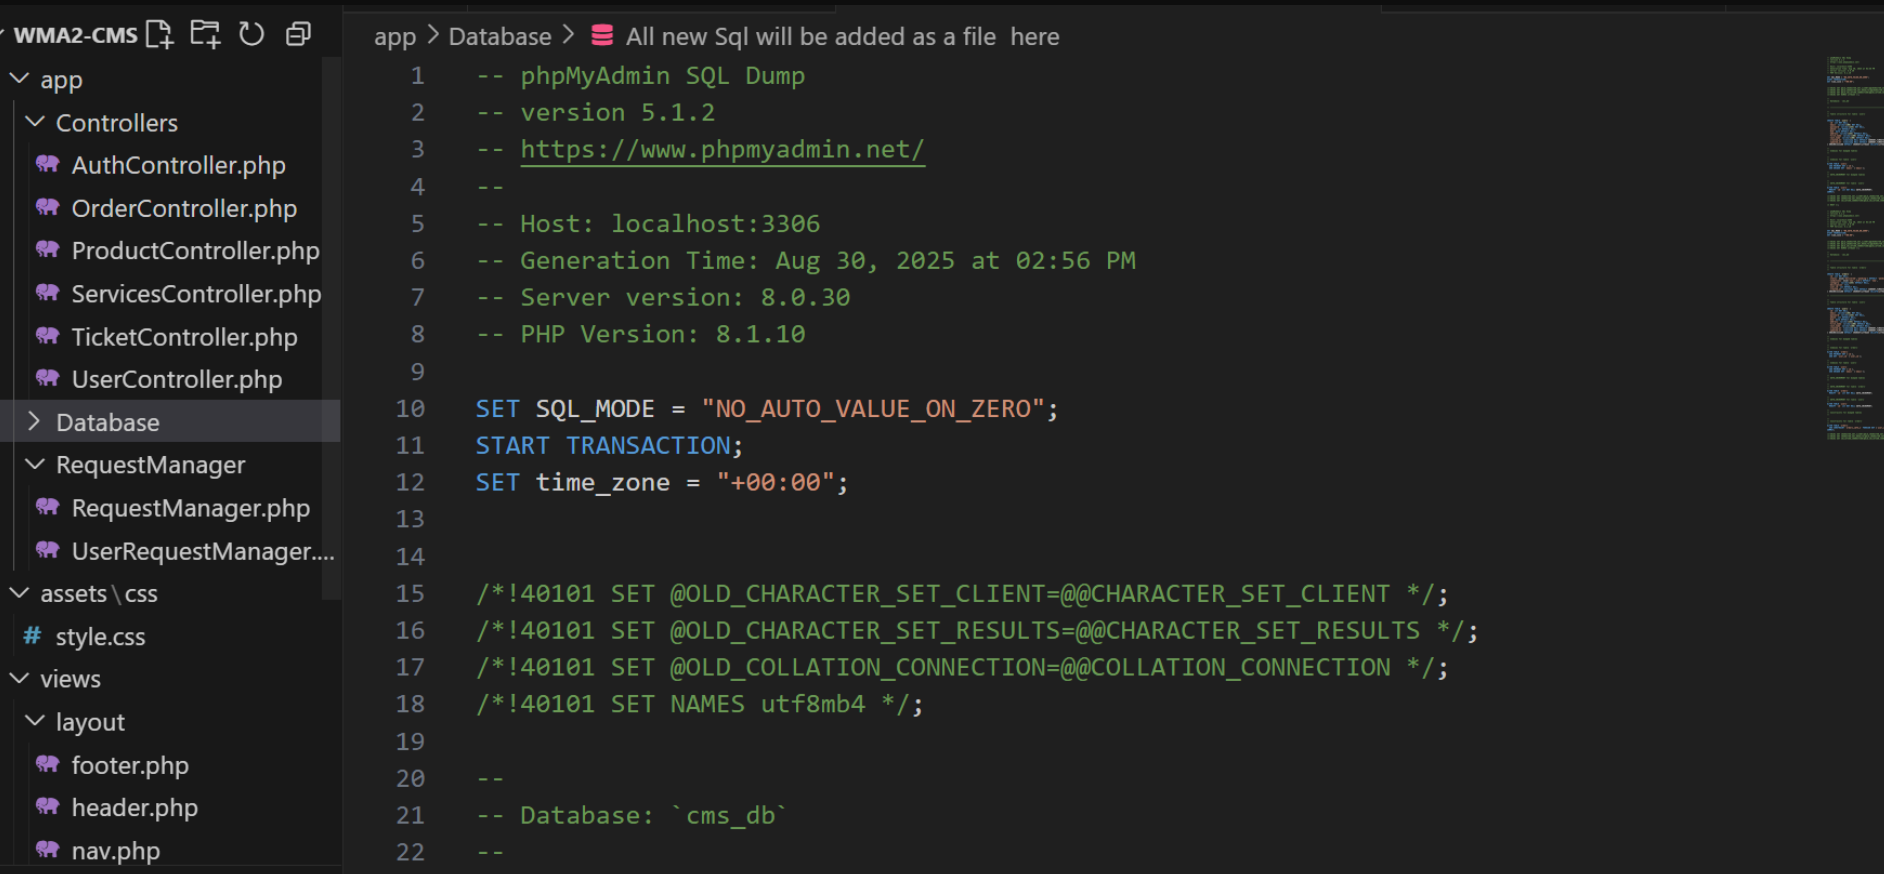 WMA2-CMS
app
Controllers
AuthController.php
OrderController.php
ProductController.php
ServicesController.php
TicketController.php
UserController.php
Database
RequestManager
RequestManager.php
UserRequestManager....
assets\css
# style.css
views
layout
footer.php
header.php
nav.php
app > Database > All new Sql will be added as a file  here
1 -- phpMyAdmin SQL Dump
2 -- version 5.1.2
3 -- https://www.phpmyadmin.net/
4 --
5 -- Host: localhost:3306
6 -- Generation Time: Aug 30, 2025 at 02:56 PM
7 -- Server version: 8.0.30
8 -- PHP Version: 8.1.10
9
10 SET SQL_MODE = "NO_AUTO_VALUE_ON_ZERO";
11 START TRANSACTION;
12 SET time_zone = "+00:00";
13
14
15 /*!40101 SET @OLD_CHARACTER_SET_CLIENT=@@CHARACTER_SET_CLIENT */;
16 /*!40101 SET @OLD_CHARACTER_SET_RESULTS=@@CHARACTER_SET_RESULTS */;
17 /*!40101 SET @OLD_COLLATION_CONNECTION=@@COLLATION_CONNECTION */;
18 /*!40101 SET NAMES utf8mb4 */;
19
20 --
21 -- Database: `cms_db`
22 --